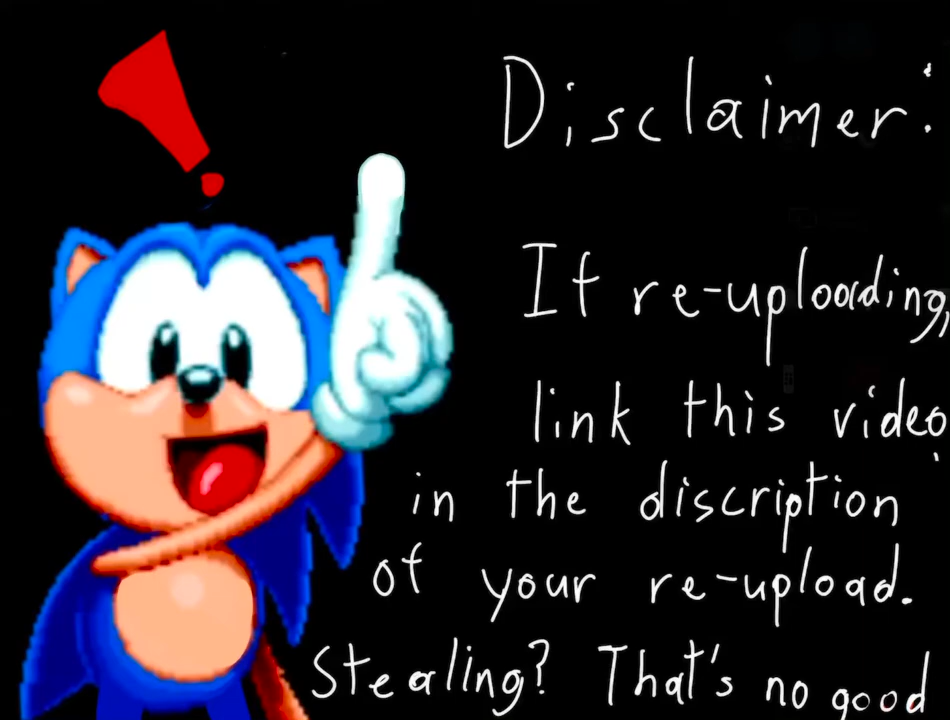 Disclaimer:
If re-uploading,
link this video
in the discription
of your re-upload.
Stealing? That's no good